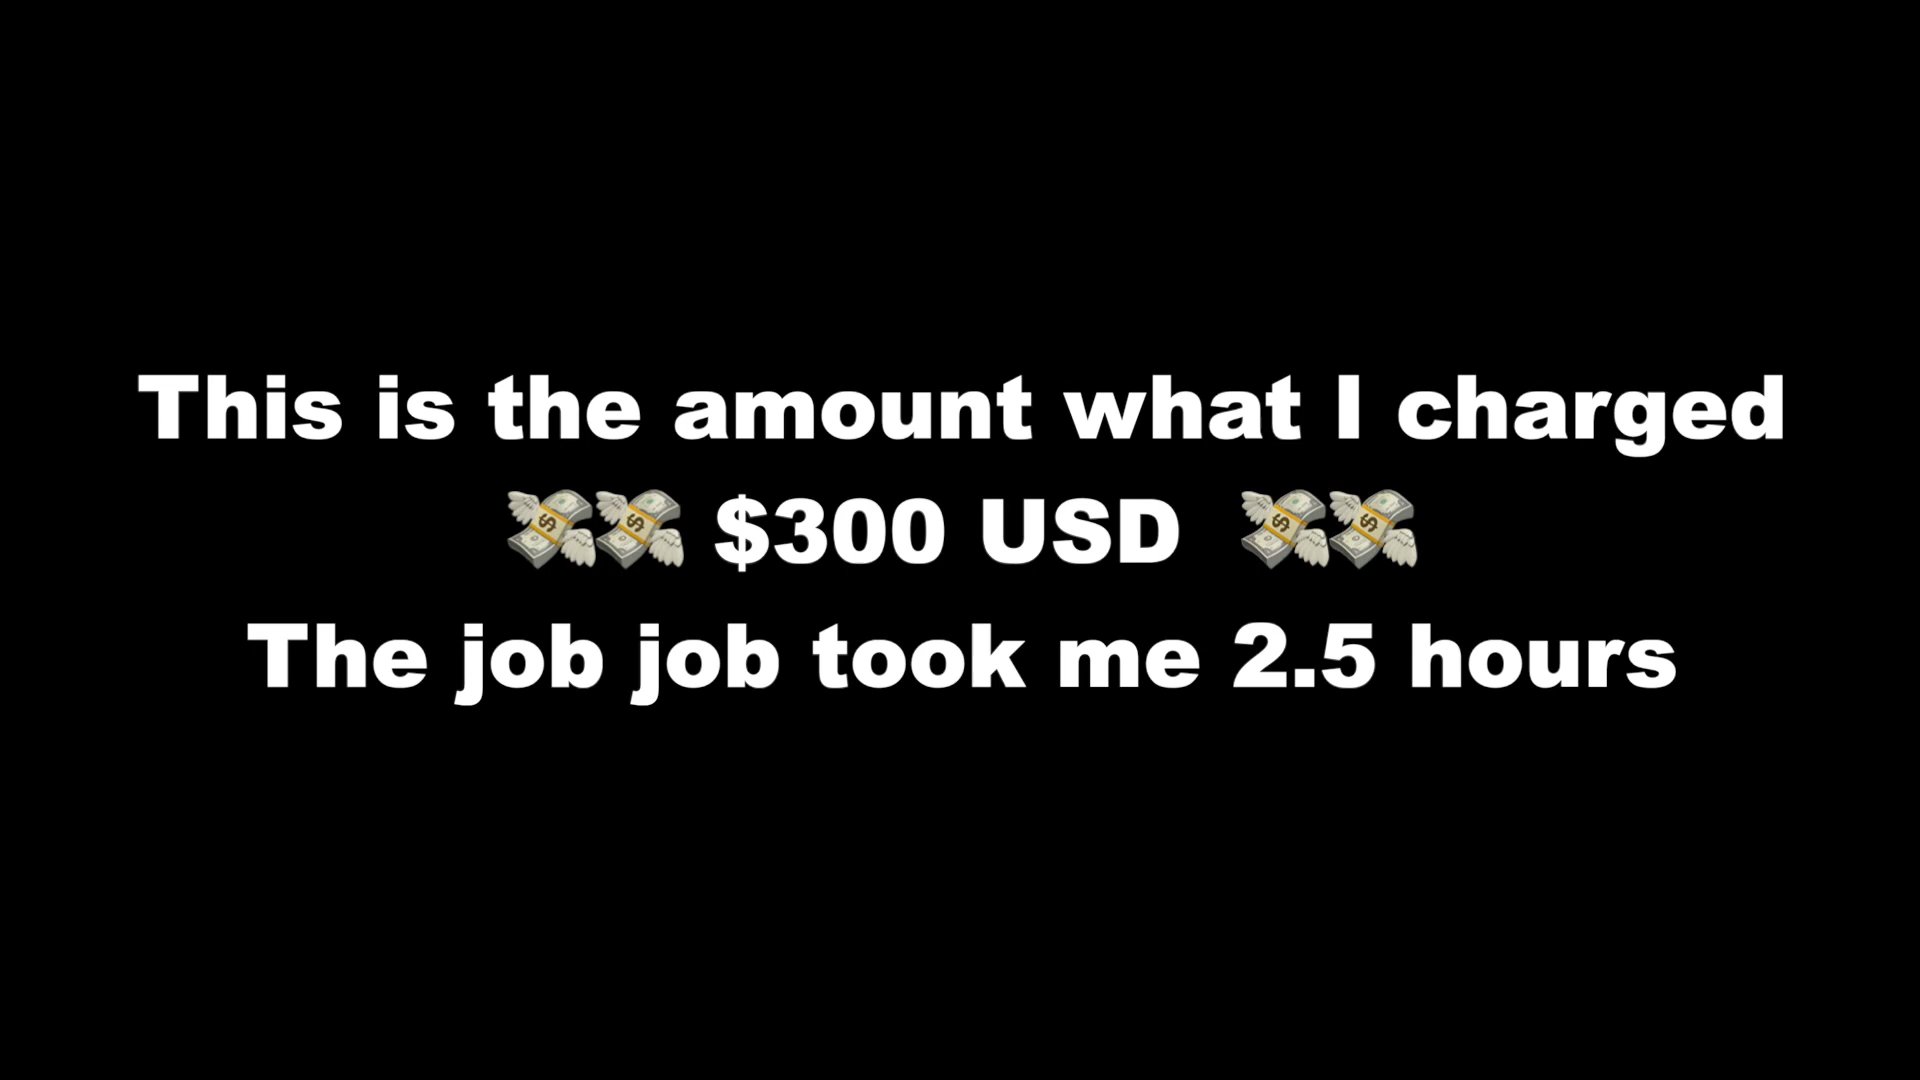 This is the amount what I charged
💸💸 $300 USD 💸💸
The job job took me 2.5 hours